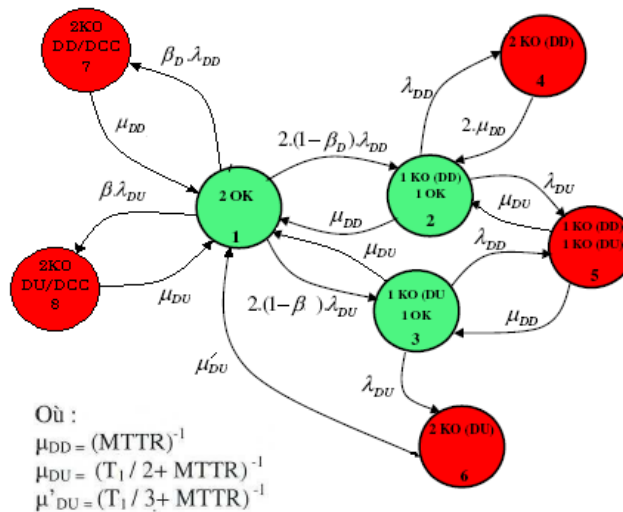 2KO
DD/DCC
7
β_D.λ_DD
μ_DD
2 KO (DD)
4
λ_DD
2.μ_DD
2.(1−β_D).λ_DD
2 OK
1
1 KO (DD)
1 OK
2
λ_DU
μ_DU
β.λ_DU
μ_DD
1 KO (DD)
1 KO (DU)
5
2KO
DU/DCC
8
μ_DU
μ_DU
λ_DD
2.(1−β ).λ_DU
1 KO (DU
1 OK
3
μ_DD
μ'_DU
λ_DU
2 KO (DU)
6
Où :
μ_DD = (MTTR)⁻¹
μ_DU = (T₁ / 2+ MTTR)⁻¹
μ'_DU = (T₁ / 3+ MTTR)⁻¹